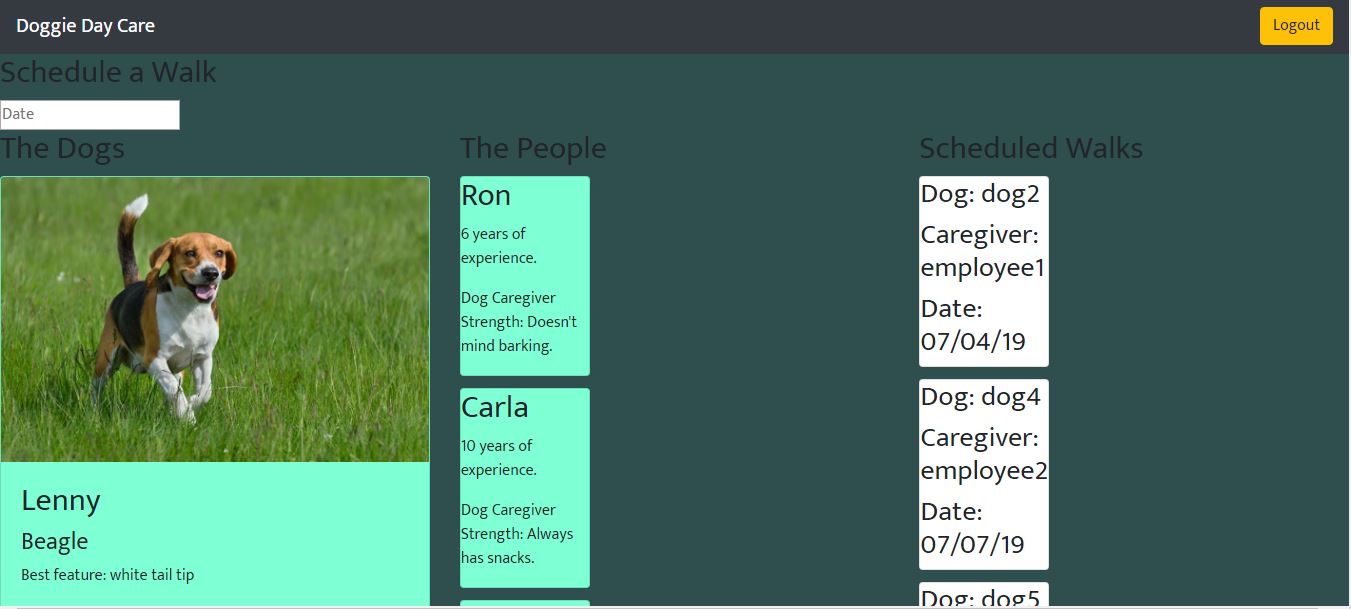 Doggie Day Care
Logout
Schedule a Walk
Date
The Dogs
Lenny
Beagle
Best feature: white tail tip
The People
Ron
6 years of
experience.
Dog Caregiver
Strength: Doesn't
mind barking.
Carla
10 years of
experience.
Dog Caregiver
Strength: Always
has snacks.
Scheduled Walks
Dog: dog2
Caregiver:
employee1
Date:
07/04/19
Dog: dog4
Caregiver:
employee2
Date:
07/07/19
Dog: dog5